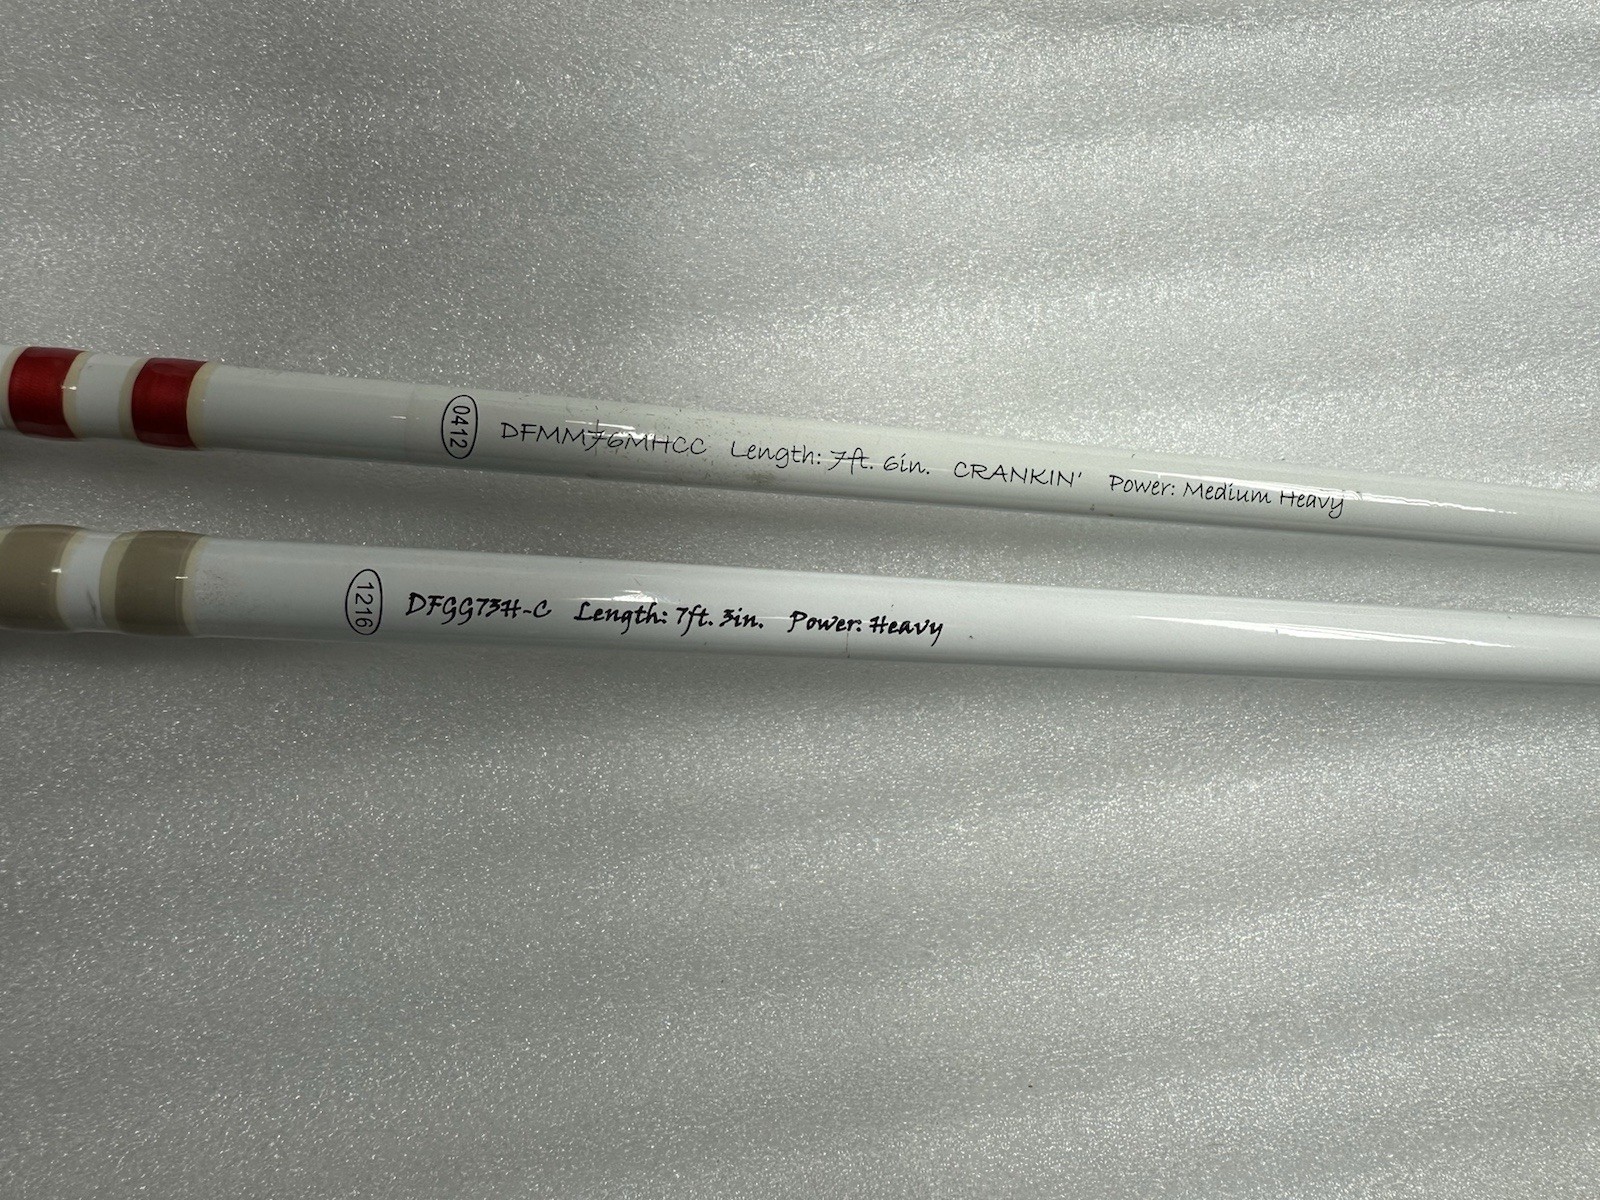 0412 DFMM76MHCC Length: 7ft. 6in. CRANKIN' Power: Medium Heavy
1216 DFGG73H-C Length: 7ft. 3in. Power: Heavy